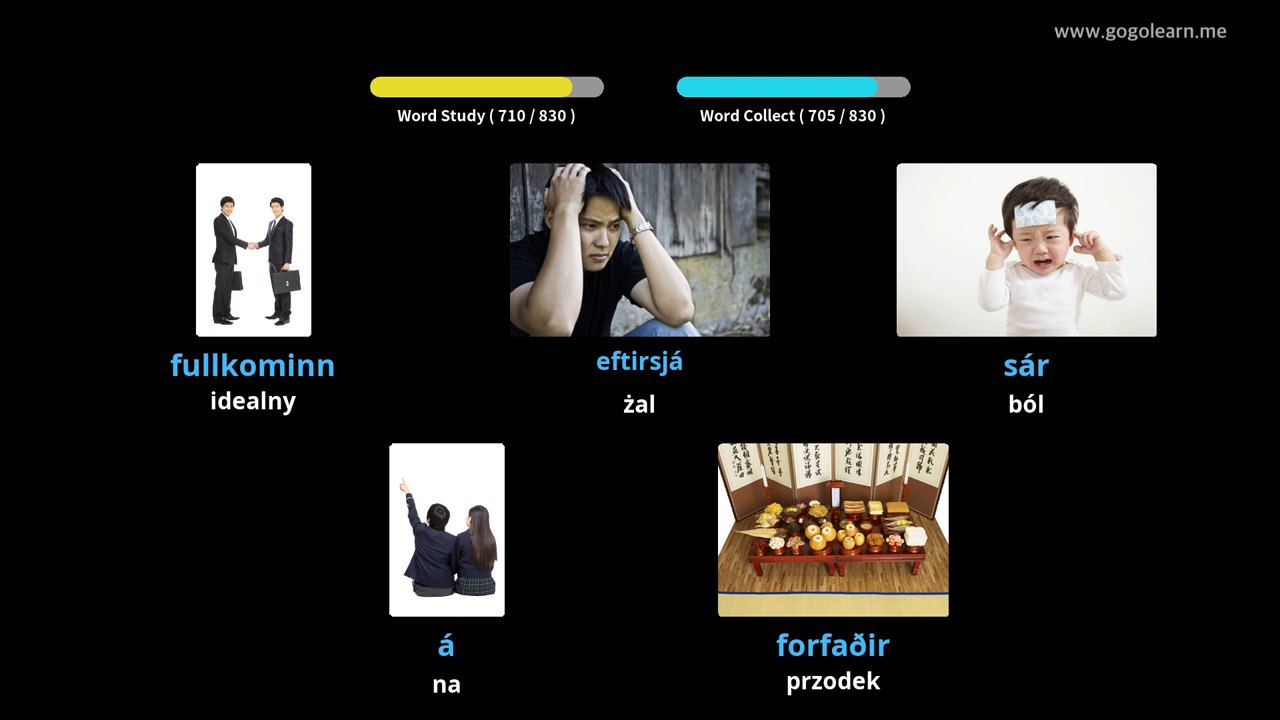 www.gogolearn.me
Word Study ( 710 / 830 )
Word Collect ( 705 / 830 )
fullkominn
idealny
eftirsjá
żal
sár
ból
á
na
forfaðir
przodek